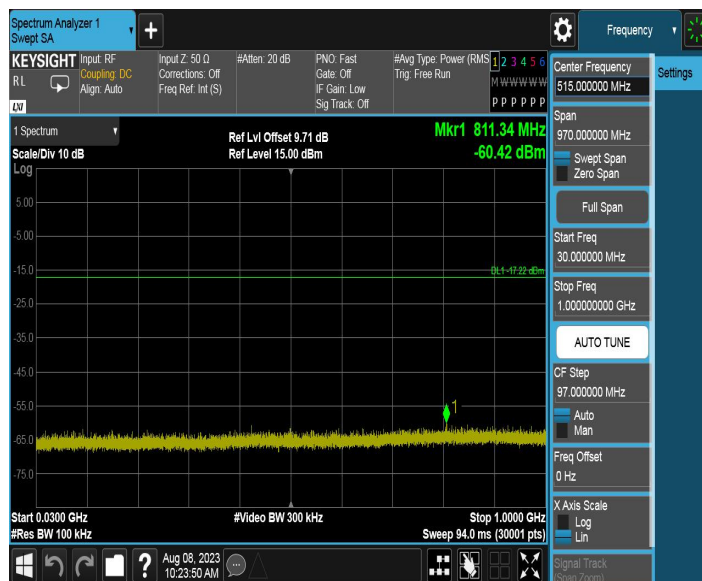 Spectrum Analyzer 1
Swept SA
+
Frequency
KEYSIGHT
R L
LXI
Input: RF
Coupling: DC
Align: Auto
Input Z: 50 Ω
Corrections: Off
Freq Ref: Int (S)
#Atten: 20 dB
PNO: Fast
Gate: Off
IF Gain: Low
Sig Track: Off
#Avg Type: Power (RMS
Trig: Free Run
1 2 3 4 5 6
M W W W W W
P P P P P P
Center Frequency
515.000000 MHz
Settings
Span
970.000000 MHz
Swept Span
Zero Span
Full Span
Start Freq
30.000000 MHz
Stop Freq
1.000000000 GHz
AUTO TUNE
CF Step
97.000000 MHz
Auto
Man
Freq Offset
0 Hz
X Axis Scale
Log
Lin
Signal Track
(Span Zoom)
1 Spectrum
Scale/Div 10 dB
Ref Lvl Offset 9.71 dB
Ref Level 15.00 dBm
Mkr1 811.34 MHz
-60.42 dBm
Log
5.00
-5.00
-15.0
DL1 -17.22 dBm
-25.0
-35.0
-45.0
-55.0
1
-65.0
-75.0
Start 0.0300 GHz
#Res BW 100 kHz
#Video BW 300 kHz
Stop 1.0000 GHz
Sweep 94.0 ms (30001 pts)
?
Aug 08, 2023
10:23:50 AM